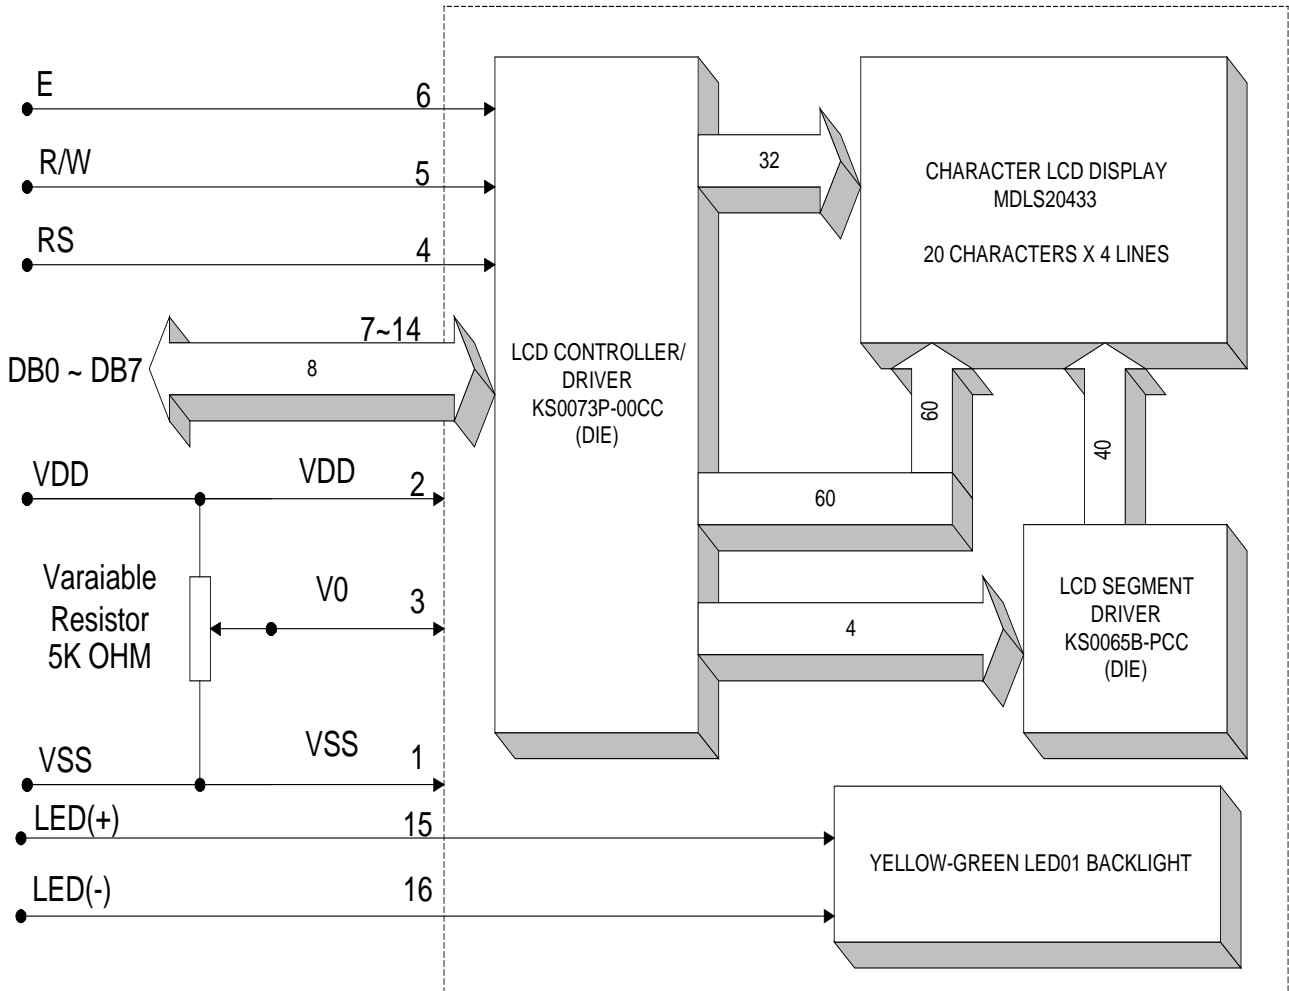 E
6
R/W
5
RS
4
7~14
DB0 ~ DB7
8
VDD
VDD
2
Varaiable
Resistor
5K OHM
V0
3
VSS
VSS
1
LED(+)
15
LED(-)
16
LCD CONTROLLER/
DRIVER
KS0073P-00CC
(DIE)
32
CHARACTER LCD DISPLAY
MDLS20433
20 CHARACTERS X 4 LINES
60
40
60
4
LCD SEGMENT
DRIVER
KS0065B-PCC
(DIE)
YELLOW-GREEN LED01 BACKLIGHT